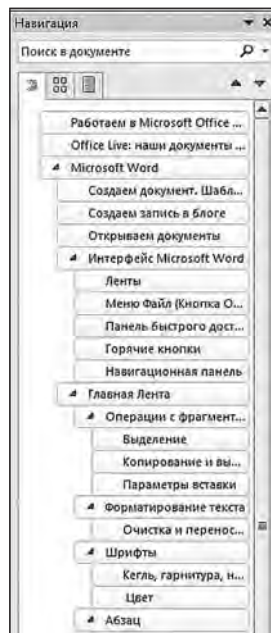 Навигация
Поиск в документе
Работаем в Microsoft Office ...
Office Live: наши документы ...
Microsoft Word
Создаем документ. Шабл...
Создаем запись в блоге
Открываем документы
Интерфейс Microsoft Word
Ленты
Меню Файл (Кнопка О...
Панель быстрого дост...
Горячие кнопки
Навигационная панель
Главная Лента
Операции с фрагмент...
Выделение
Копирование и вы...
Параметры вставки
Форматирование текста
Очистка и перенос...
Шрифты
Кегль, гарнитура, н...
Цвет
Абзац